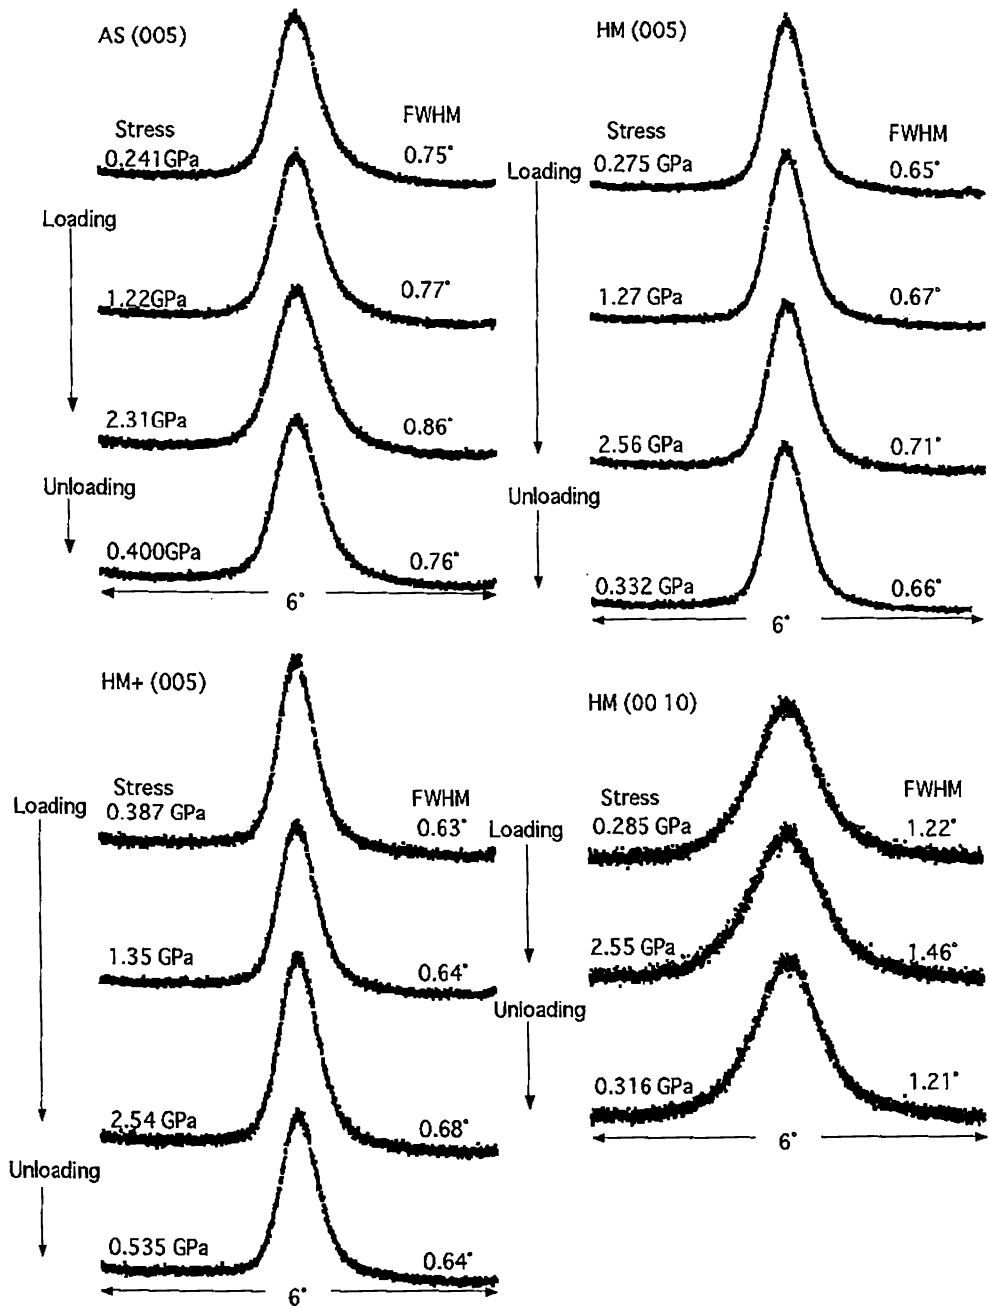 AS (005)
Stress FWHM
0.241GPa 0.75°
Loading
1.22GPa 0.77°
2.31GPa 0.86°
Unloading
0.400GPa 0.76°
6°
HM (005)
Stress FWHM
0.275 GPa 0.65°
Loading
1.27 GPa 0.67°
2.56 GPa 0.71°
Unloading
0.332 GPa 0.66°
6°
HM+ (005)
Stress FWHM
Loading
0.387 GPa 0.63°
1.35 GPa 0.64°
2.54 GPa 0.68°
Unloading
0.535 GPa 0.64°
6°
HM (00 10)
Stress FWHM
Loading
0.285 GPa 1.22°
2.55 GPa 1.46°
Unloading
0.316 GPa 1.21°
6°